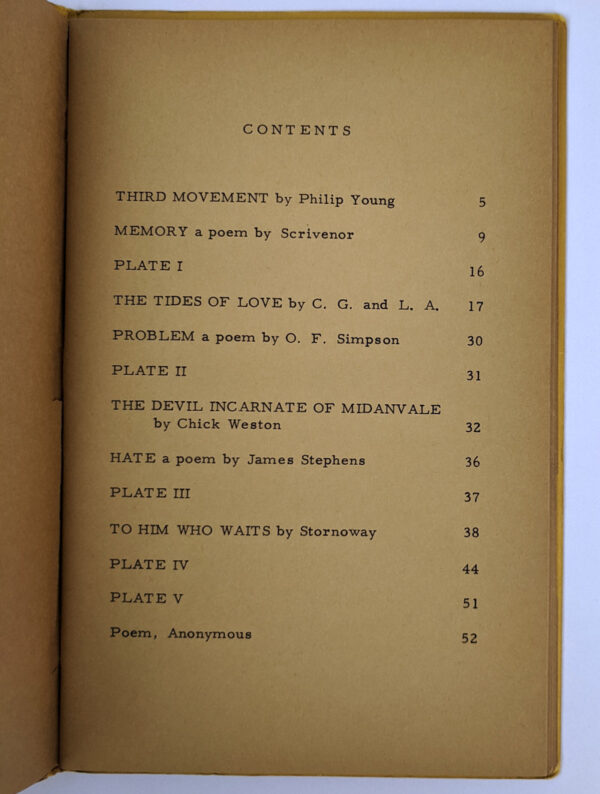 CONTENTS
THIRD MOVEMENT by Philip Young 5
MEMORY a poem by Scrivenor 9
PLATE I 16
THE TIDES OF LOVE by C. G. and L. A. 17
PROBLEM a poem by O. F. Simpson 30
PLATE II 31
THE DEVIL INCARNATE OF MIDANVALE
by Chick Weston 32
HATE a poem by James Stephens 36
PLATE III 37
TO HIM WHO WAITS by Stornoway 38
PLATE IV 44
PLATE V 51
Poem, Anonymous 52